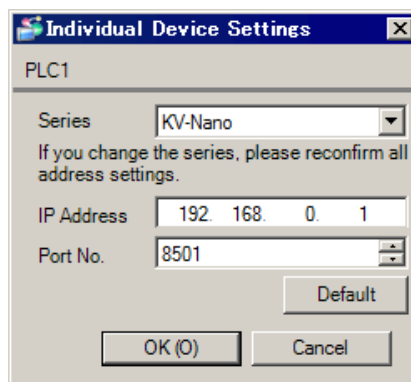 Individual Device Settings
PLC1
Series KV-Nano
If you change the series, please reconfirm all
address settings.
IP Address 192. 168. 0. 1
Port No. 8501
Default
OK (O) Cancel